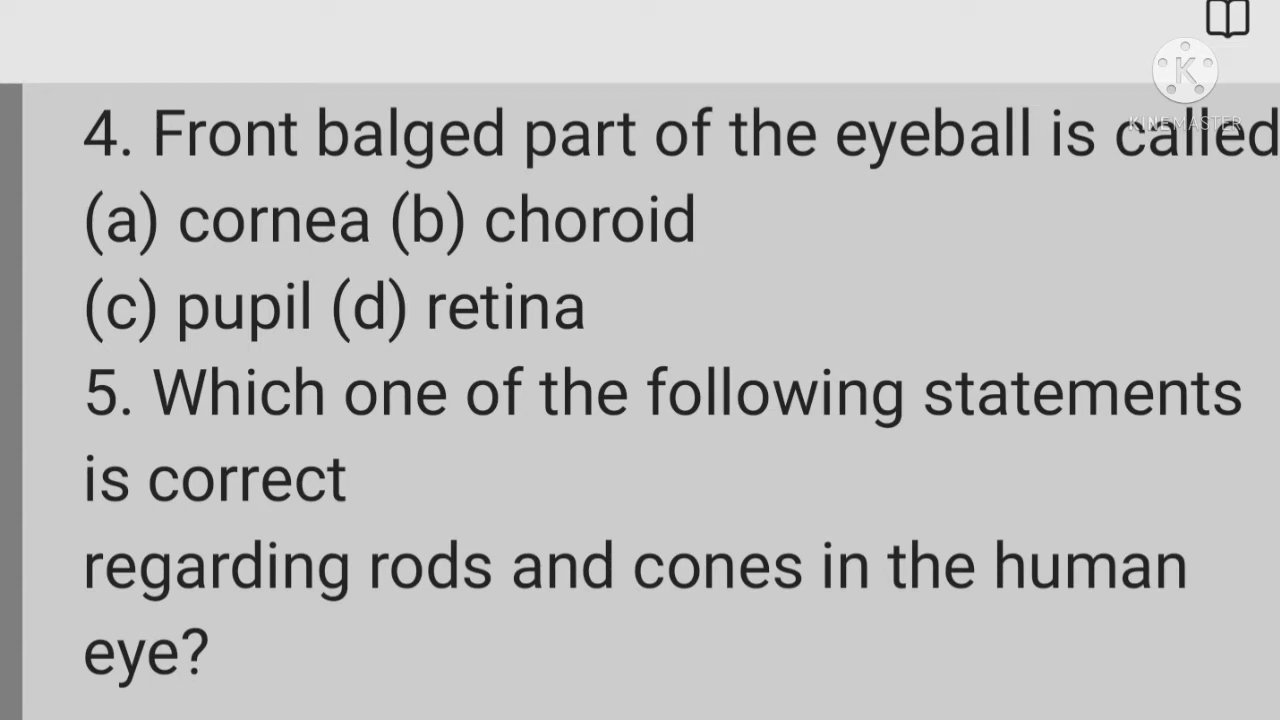 KINEMASTER
4. Front balged part of the eyeball is called
(a) cornea (b) choroid
(c) pupil (d) retina
5. Which one of the following statements
is correct
regarding rods and cones in the human
eye?